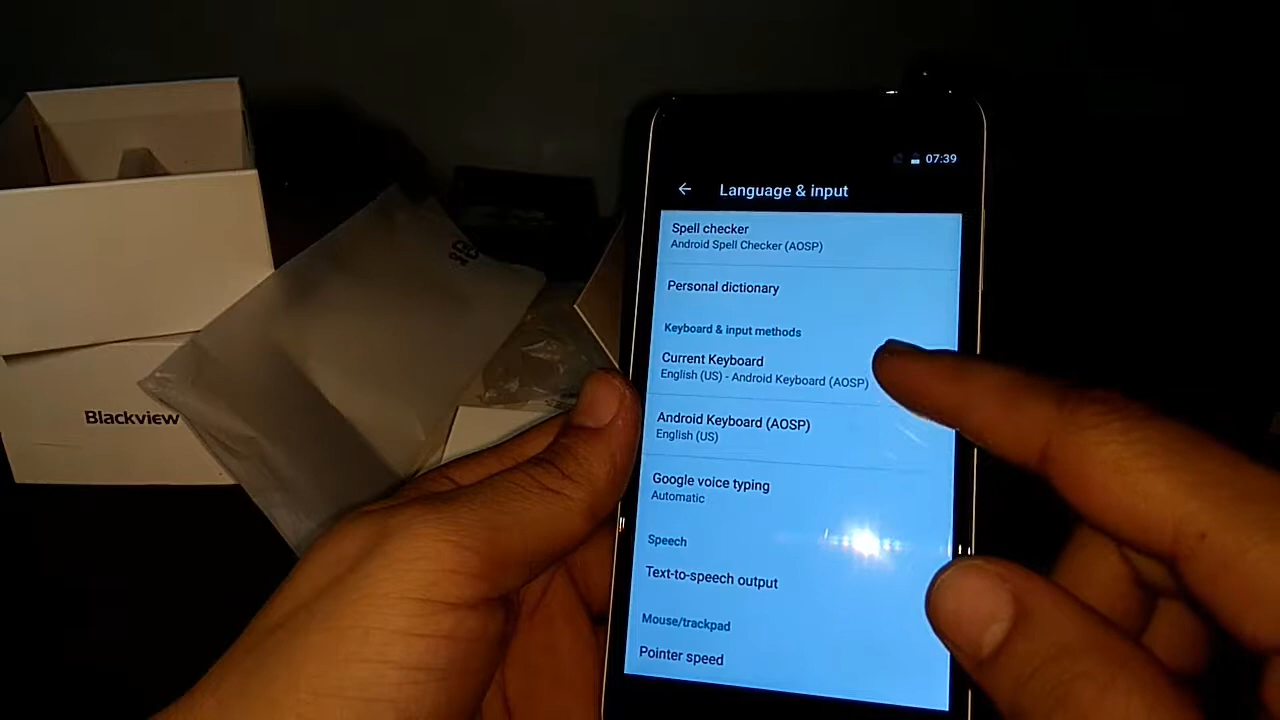 07:39
Language & input
Spell checker
Android Spell Checker (AOSP)
Personal dictionary
Keyboard & input methods
Current Keyboard
English (US) - Android Keyboard (AOSP)
Android Keyboard (AOSP)
English (US)
Google voice typing
Automatic
Speech
Text-to-speech output
Mouse/trackpad
Pointer speed
Blackview